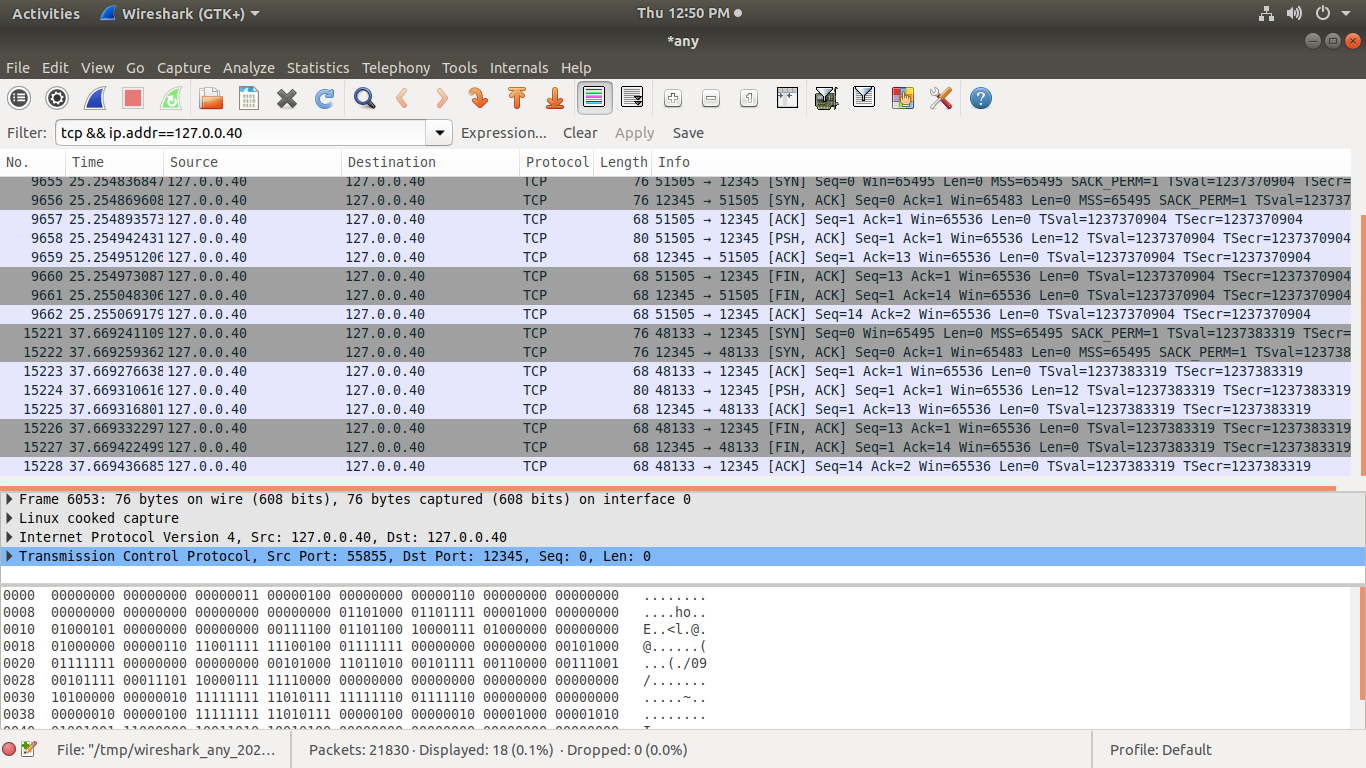 Activities Wireshark (GTK+) Thu 12:50 PM
*any
File Edit View Go Capture Analyze Statistics Telephony Tools Internals Help
Filter: tcp && ip.addr==127.0.0.40 Expression... Clear Apply Save
No. Time Source Destination Protocol Length Info
9655 25.254836847 127.0.0.40 127.0.0.40 TCP 76 51505 → 12345 [SYN] Seq=0 Win=65495 Len=0 MSS=65495 SACK_PERM=1 TSval=1237370904 TSecr=
9656 25.254869608 127.0.0.40 127.0.0.40 TCP 76 12345 → 51505 [SYN, ACK] Seq=0 Ack=1 Win=65483 Len=0 MSS=65495 SACK_PERM=1 TSval=12373
9657 25.254893573 127.0.0.40 127.0.0.40 TCP 68 51505 → 12345 [ACK] Seq=1 Ack=1 Win=65536 Len=0 TSval=1237370904 TSecr=1237370904
9658 25.254942431 127.0.0.40 127.0.0.40 TCP 80 51505 → 12345 [PSH, ACK] Seq=1 Ack=1 Win=65536 Len=12 TSval=1237370904 TSecr=1237370904
9659 25.254951206 127.0.0.40 127.0.0.40 TCP 68 12345 → 51505 [ACK] Seq=1 Ack=13 Win=65536 Len=0 TSval=1237370904 TSecr=1237370904
9660 25.254973087 127.0.0.40 127.0.0.40 TCP 68 51505 → 12345 [FIN, ACK] Seq=13 Ack=1 Win=65536 Len=0 TSval=1237370904 TSecr=1237370904
9661 25.255048306 127.0.0.40 127.0.0.40 TCP 68 12345 → 51505 [FIN, ACK] Seq=1 Ack=14 Win=65536 Len=0 TSval=1237370904 TSecr=1237370904
9662 25.255069179 127.0.0.40 127.0.0.40 TCP 68 51505 → 12345 [ACK] Seq=14 Ack=2 Win=65536 Len=0 TSval=1237370904 TSecr=1237370904
15221 37.669241109 127.0.0.40 127.0.0.40 TCP 76 48133 → 12345 [SYN] Seq=0 Win=65495 Len=0 MSS=65495 SACK_PERM=1 TSval=1237383319 TSecr=
15222 37.669259362 127.0.0.40 127.0.0.40 TCP 76 12345 → 48133 [SYN, ACK] Seq=0 Ack=1 Win=65483 Len=0 MSS=65495 SACK_PERM=1 TSval=12373
15223 37.669276638 127.0.0.40 127.0.0.40 TCP 68 48133 → 12345 [ACK] Seq=1 Ack=1 Win=65536 Len=0 TSval=1237383319 TSecr=1237383319
15224 37.669310616 127.0.0.40 127.0.0.40 TCP 80 48133 → 12345 [PSH, ACK] Seq=1 Ack=1 Win=65536 Len=12 TSval=1237383319 TSecr=1237383319
15225 37.669316801 127.0.0.40 127.0.0.40 TCP 68 12345 → 48133 [ACK] Seq=1 Ack=13 Win=65536 Len=0 TSval=1237383319 TSecr=1237383319
15226 37.669332297 127.0.0.40 127.0.0.40 TCP 68 48133 → 12345 [FIN, ACK] Seq=13 Ack=1 Win=65536 Len=0 TSval=1237383319 TSecr=1237383319
15227 37.669422499 127.0.0.40 127.0.0.40 TCP 68 12345 → 48133 [FIN, ACK] Seq=1 Ack=14 Win=65536 Len=0 TSval=1237383319 TSecr=1237383319
15228 37.669436685 127.0.0.40 127.0.0.40 TCP 68 48133 → 12345 [ACK] Seq=14 Ack=2 Win=65536 Len=0 TSval=1237383319 TSecr=1237383319
Frame 6053: 76 bytes on wire (608 bits), 76 bytes captured (608 bits) on interface 0
Linux cooked capture
Internet Protocol Version 4, Src: 127.0.0.40, Dst: 127.0.0.40
Transmission Control Protocol, Src Port: 55855, Dst Port: 12345, Seq: 0, Len: 0
0000 00000000 00000000 00000011 00000100 00000000 00000110 00000000 00000000 ........
0008 00000000 00000000 00000000 00000000 01101000 01101111 00001000 00000000 ....ho..
0010 01000101 00000000 00000000 00111100 01101100 10000111 01000000 00000000 E..<l.@.
0018 01000000 00000110 11001111 11100100 01111111 00000000 00000000 00101000 @......(
0020 01111111 00000000 00000000 00101000 11011010 00101111 00110000 00111001 ...(./09
0028 00101111 00011101 10000111 11110000 00000000 00000000 00000000 00000000 /.......
0030 10100000 00000010 11111111 11010111 11111110 01111110 00000000 00000000 .....~..
0038 00000010 00000100 11111111 11010111 00000100 00000010 00001000 00001010 ........
File: "/tmp/wireshark_any_202... Packets: 21830 · Displayed: 18 (0.1%) · Dropped: 0 (0.0%) Profile: Default